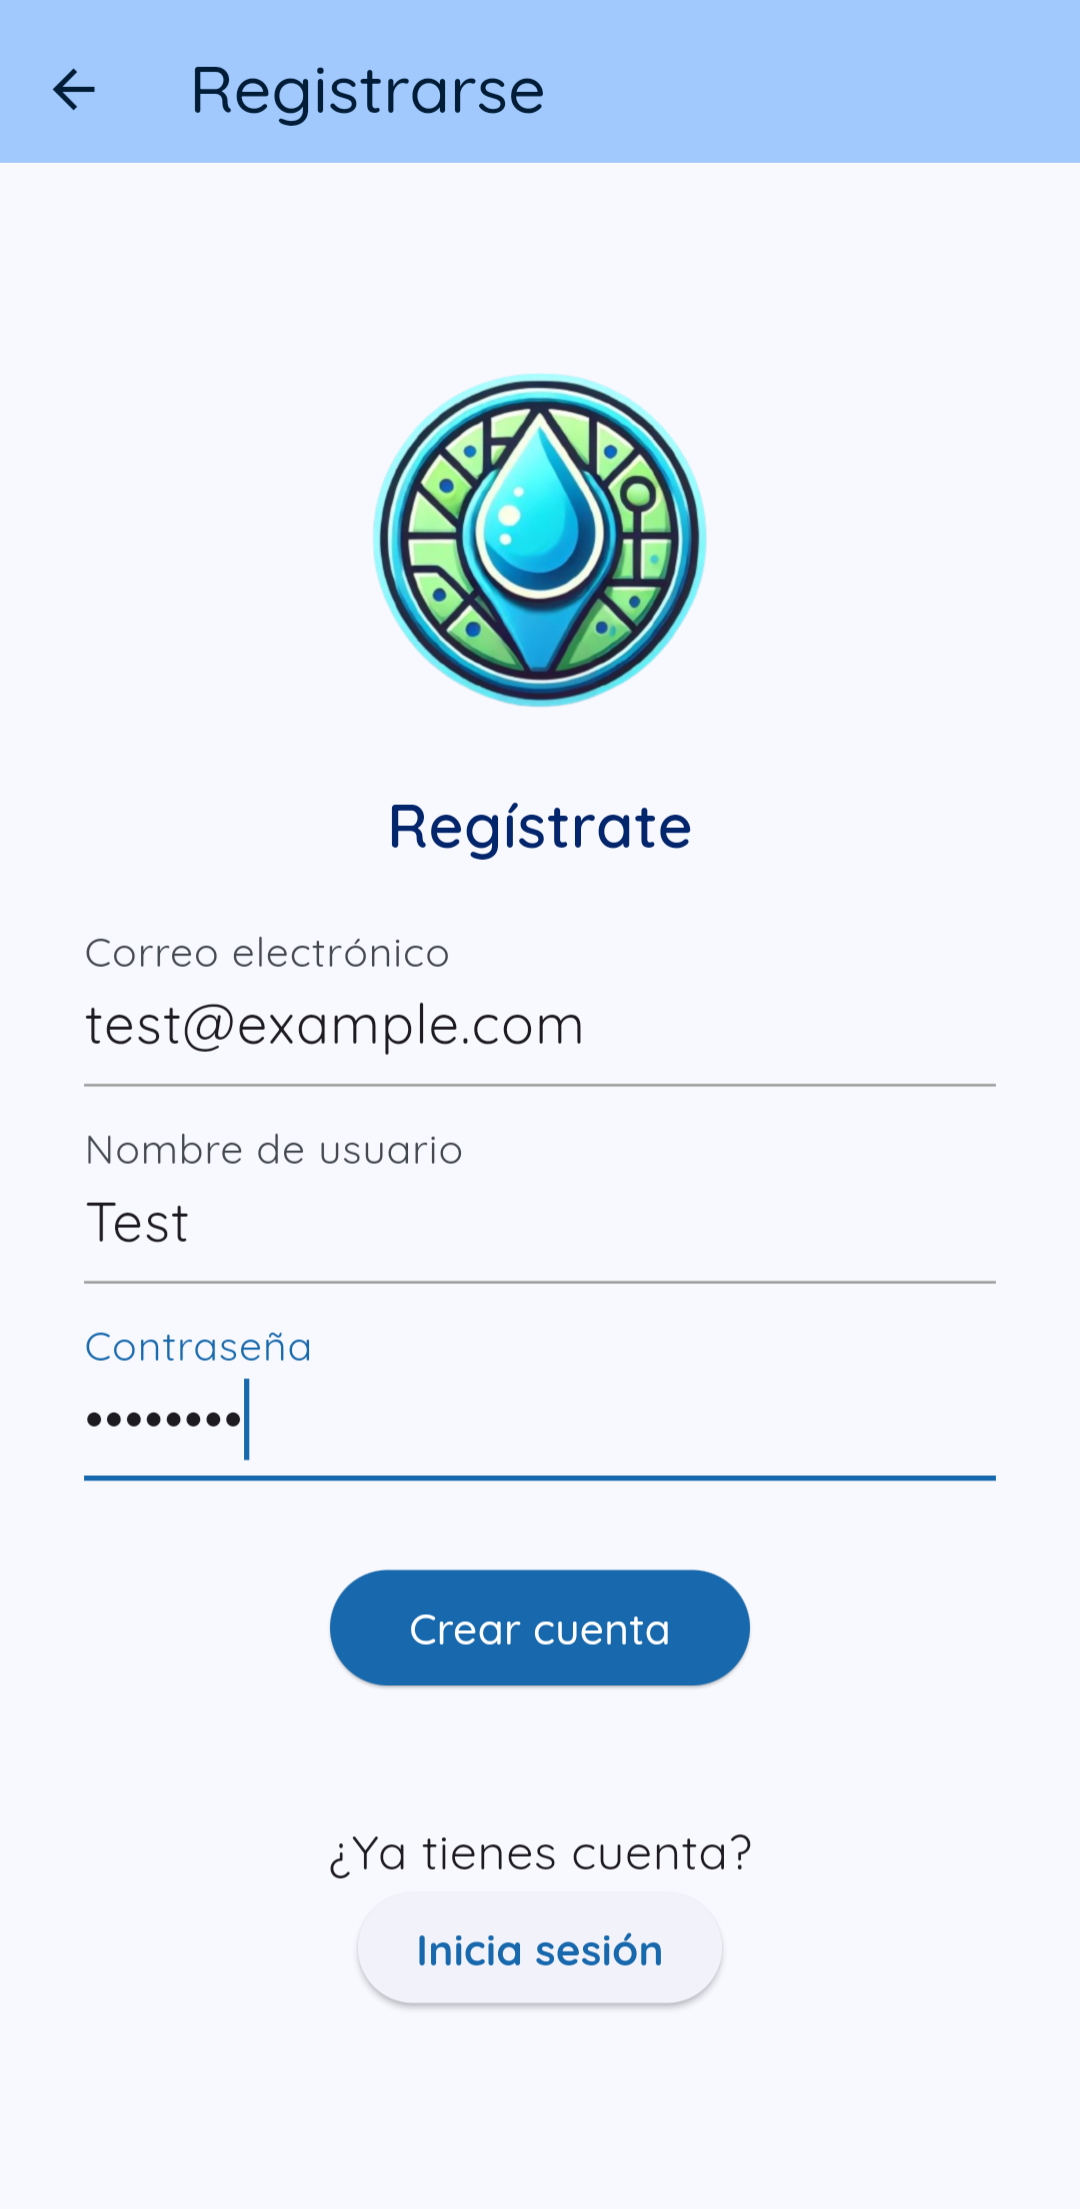 Registrarse
Regístrate
Correo electrónico
test@example.com
Nombre de usuario
Test
Contraseña
••••••••
Crear cuenta
¿Ya tienes cuenta?
Inicia sesión